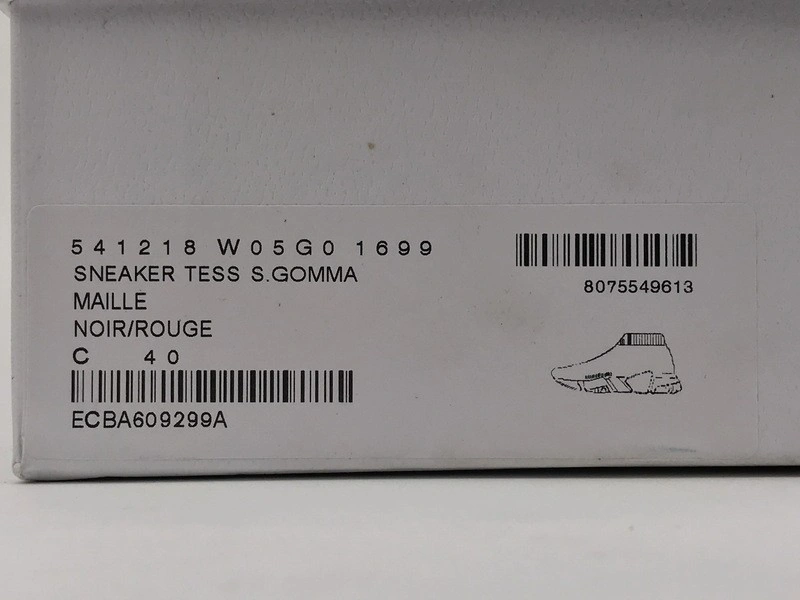 541218 W05G0 1699
SNEAKER TESS S.GOMMA
MAILLE
NOIR/ROUGE
C 40
ECBA609299A
8075549613